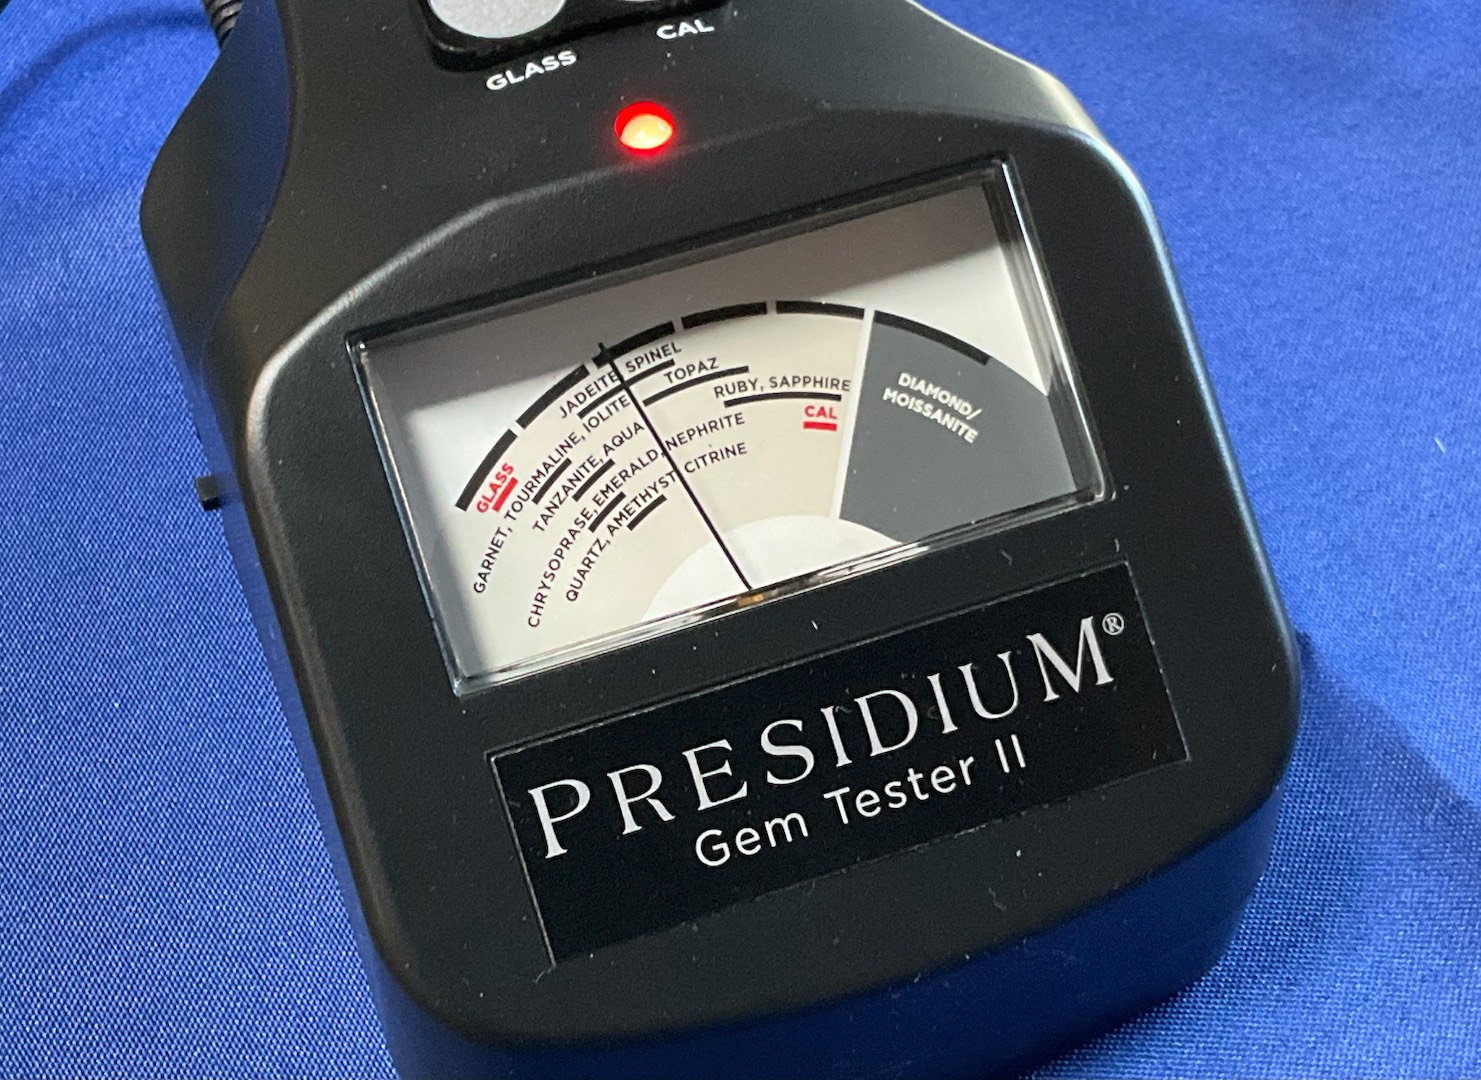 GLASS
CAL
JADEITE, SPINEL
TOPAZ
RUBY, SAPPHIRE
CAL
DIAMOND/
MOISSANITE
GLASS
GARNET, TOURMALINE, IOLITE
TANZANITE, AQUA
CHRYSOPRASE, EMERALD, NEPHRITE
QUARTZ, AMETHYST, CITRINE
PRESIDIUM®
Gem Tester II